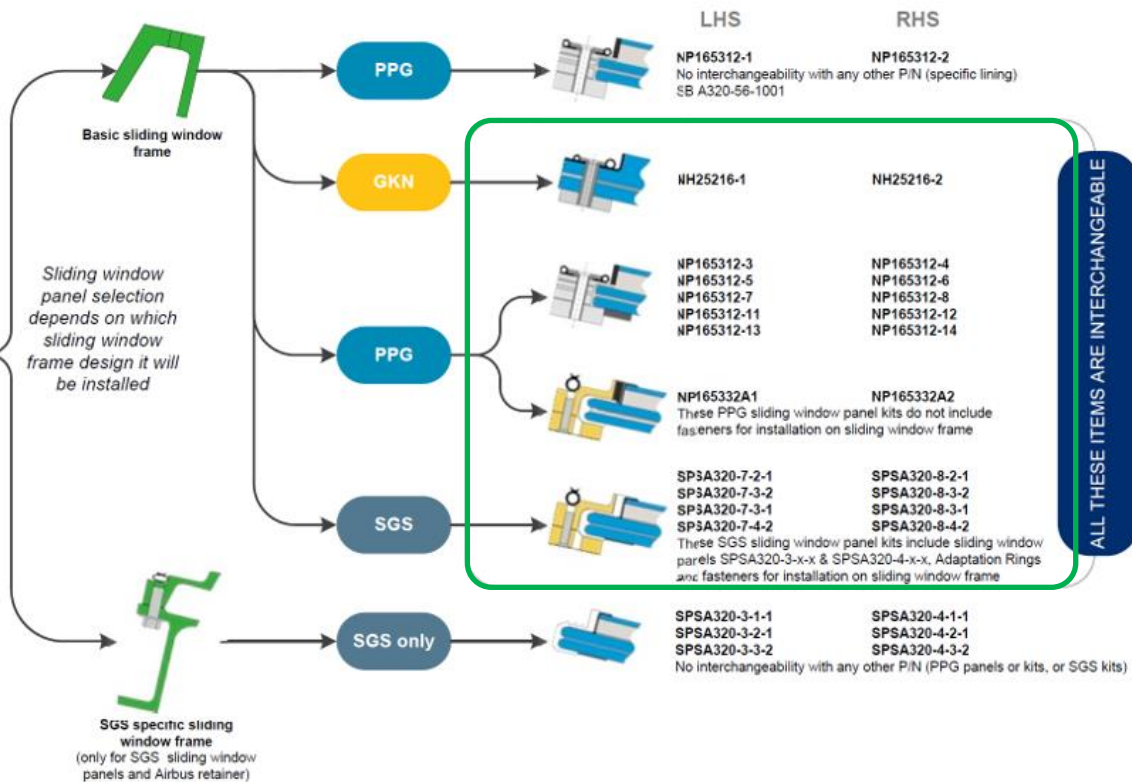 LHS RHS
PPG
NP165312-1 NP165312-2
No interchangeability with any other P/N (specific lining)
SB A320-56-1001
Basic sliding window
frame
GKN
NH25216-1 NH25216-2
Sliding window
panel selection
depends on which
sliding window
frame design it will
be installed
PPG
NP165312-3 NP165312-4
NP165312-5 NP165312-6
NP165312-7 NP165312-8
NP165312-11 NP165312-12
NP165312-13 NP165312-14
NP165332A1 NP165332A2
These PPG sliding window panel kits do not include
fasteners for installation on sliding window frame
SGS
SPSA320-7-2-1 SPSA320-8-2-1
SPSA320-7-3-2 SPSA320-8-3-2
SPSA320-7-3-1 SPSA320-8-3-1
SPSA320-7-4-2 SPSA320-8-4-2
These SGS sliding window panel kits include sliding window
panels SPSA320-3-x-x & SPSA320-4-x-x, Adaptation Rings
and fasteners for installation on sliding window frame
ALL THESE ITEMS ARE INTERCHANGEABLE
SGS only
SPSA320-3-1-1 SPSA320-4-1-1
SPSA320-3-2-1 SPSA320-4-2-1
SPSA320-3-3-2 SPSA320-4-3-2
No interchangeability with any other P/N (PPG panels or kits, or SGS kits)
SGS specific sliding
window frame
(only for SGS sliding window
panels and Airbus retainer)